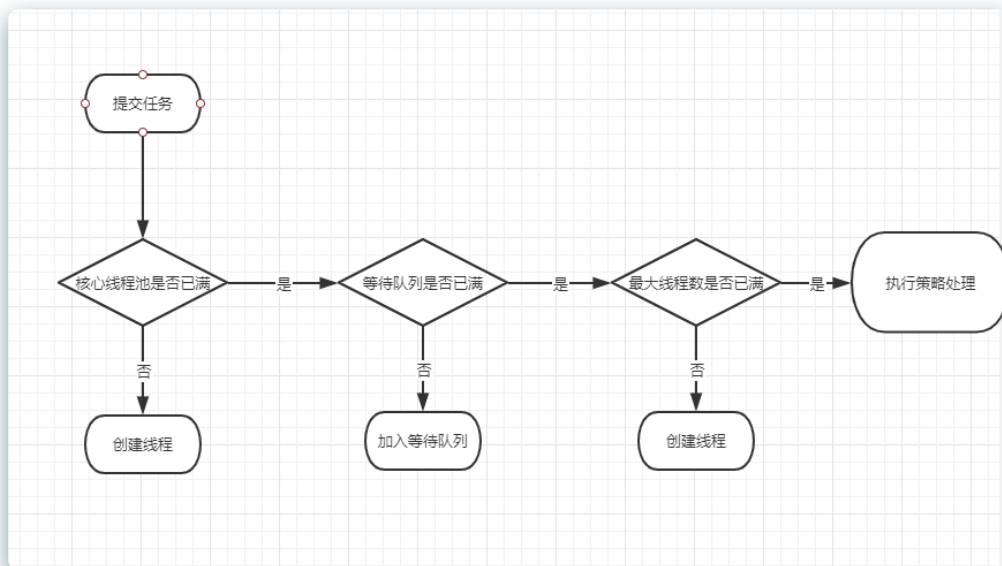 提交任务
核心线程池是否已满
是
等待队列是否已满
是
最大线程数是否已满
是
执行策略处理
否
否
否
创建线程
加入等待队列
创建线程